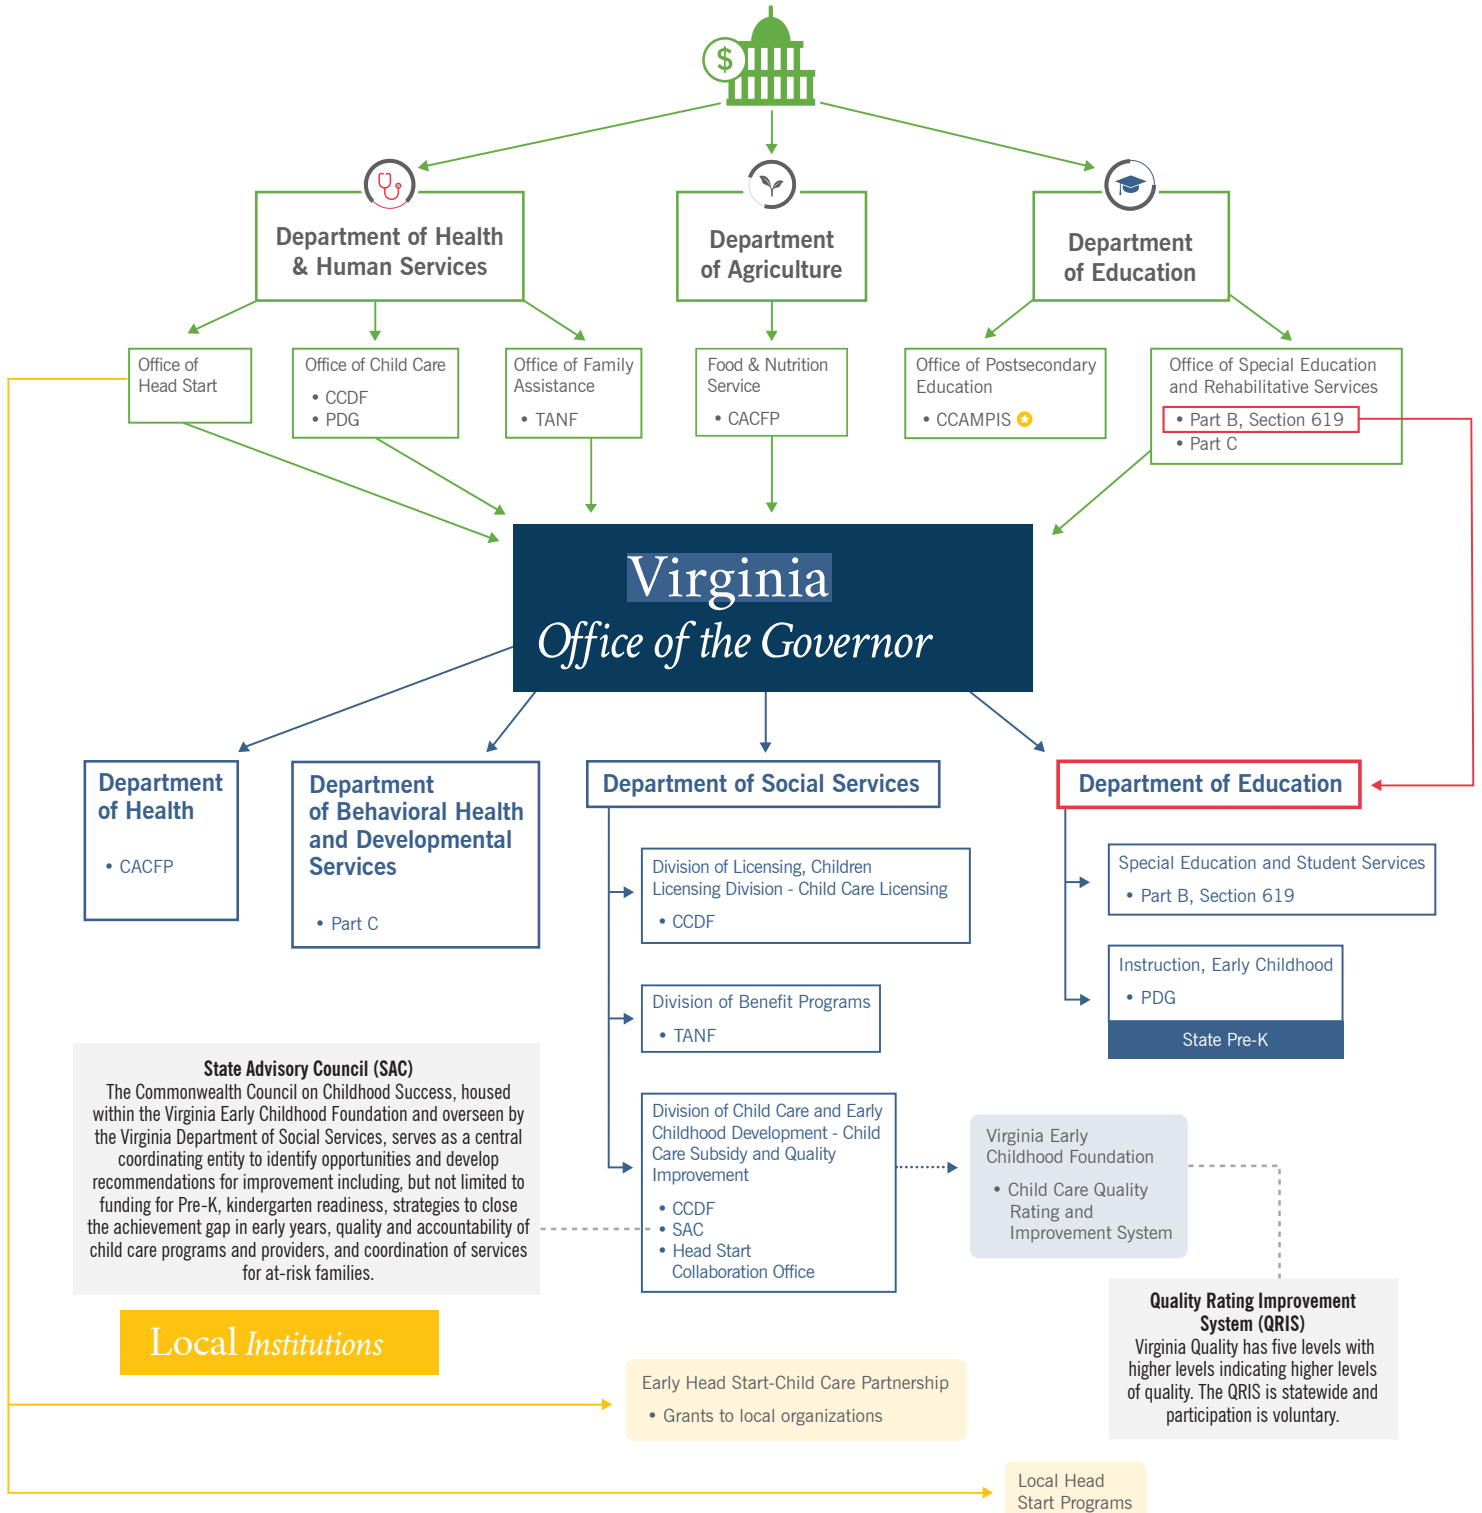 $
Department of Health
& Human Services
Department
of Agriculture
Department
of Education
Office of
Head Start
Office of Child Care
• CCDF
• PDG
Office of Family
Assistance
• TANF
Food & Nutrition
Service
• CACFP
Office of Postsecondary
Education
• CCAMPIS
Office of Special Education
and Rehabilitative Services
• Part B, Section 619
• Part C
Virginia
Office of the Governor
Department
of Health
• CACFP
Department
of Behavioral Health
and Developmental
Services
• Part C
Department of Social Services
Division of Licensing, Children
Licensing Division - Child Care Licensing
• CCDF
Division of Benefit Programs
• TANF
Division of Child Care and Early
Childhood Development - Child
Care Subsidy and Quality
Improvement
• CCDF
• SAC
• Head Start
Collaboration Office
Department of Education
Special Education and Student Services
• Part B, Section 619
Instruction, Early Childhood
• PDG
State Pre-K
State Advisory Council (SAC)
The Commonwealth Council on Childhood Success, housed
within the Virginia Early Childhood Foundation and overseen by
the Virginia Department of Social Services, serves as a central
coordinating entity to identify opportunities and develop
recommendations for improvement including, but not limited to
funding for Pre-K, kindergarten readiness, strategies to close
the achievement gap in early years, quality and accountability of
child care programs and providers, and coordination of services
for at-risk families.
Virginia Early
Childhood Foundation
• Child Care Quality
Rating and
Improvement System
Quality Rating Improvement
System (QRIS)
Virginia Quality has five levels with
higher levels indicating higher levels
of quality. The QRIS is statewide and
participation is voluntary.
Local Institutions
Early Head Start-Child Care Partnership
• Grants to local organizations
Local Head
Start Programs